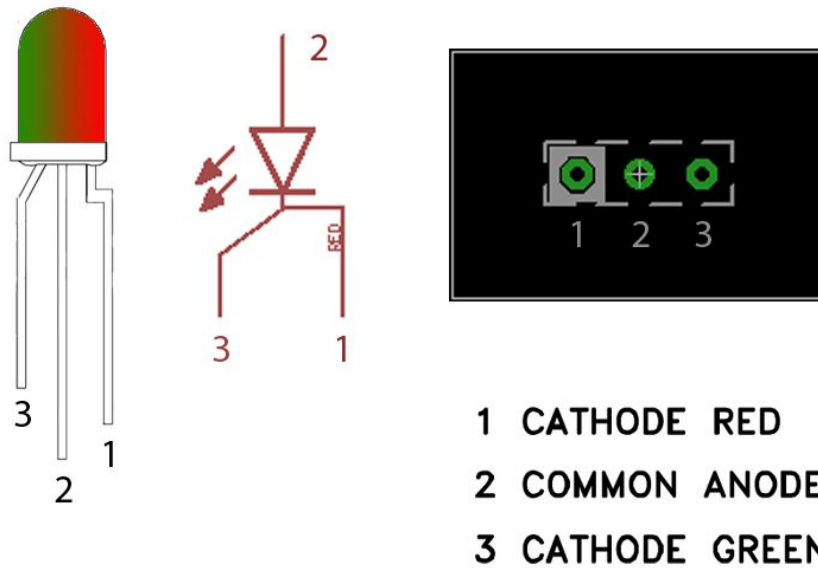 2
RED
3 1
3
1
2
1 2 3
1 CATHODE RED
2 COMMON ANODE
3 CATHODE GREEN